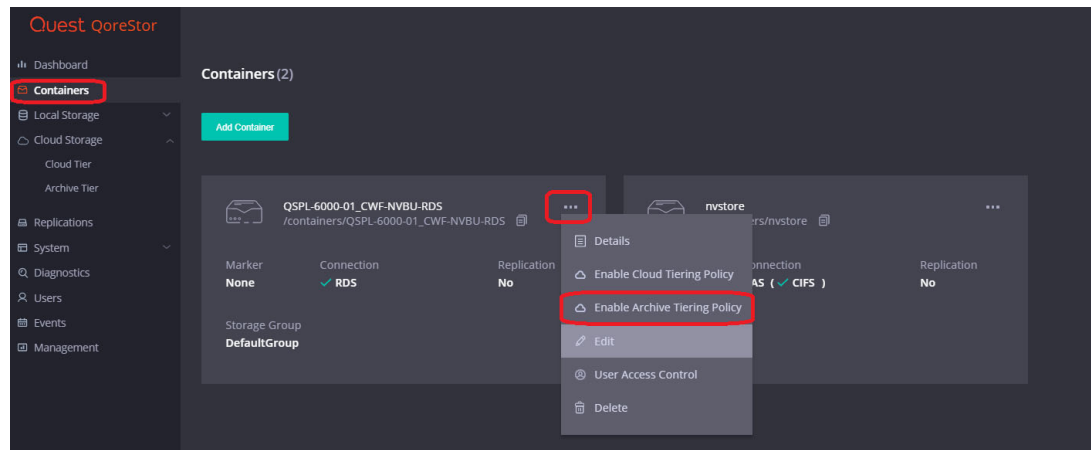 Quest QoreStor
Dashboard
Containers
Local Storage
Cloud Storage
Cloud Tier
Archive Tier
Replications
System
Diagnostics
Users
Events
Management
Containers (2)
Add Container
QSPL-6000-01_CWF-NVBU-RDS
/containers/QSPL-6000-01_CWF-NVBU-RDS
Marker Connection Replication
None RDS No
Storage Group
DefaultGroup
Details
Enable Cloud Tiering Policy
Enable Archive Tiering Policy
Edit
User Access Control
Delete
nvstore
ers/nvstore
onnection Replication
AS ( ✓ CIFS ) No